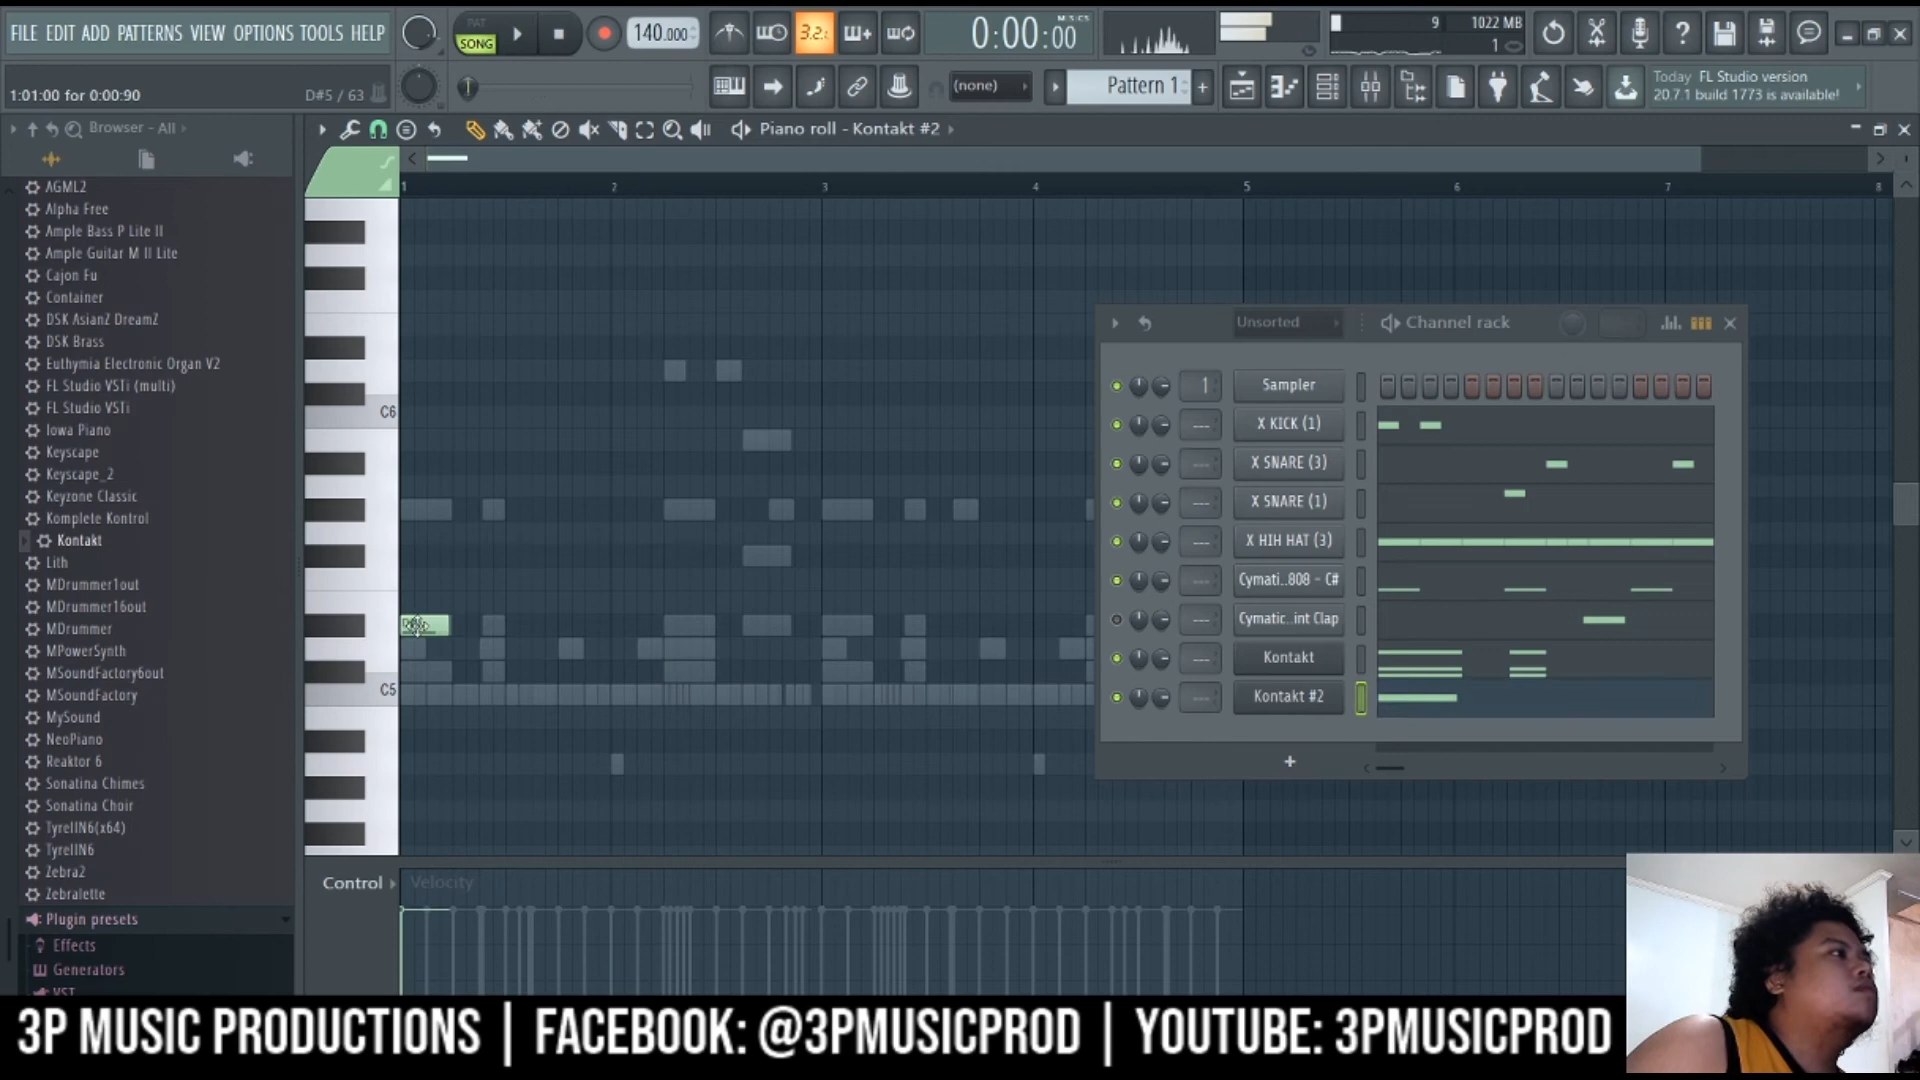 FILE EDIT ADD PATTERNS VIEW OPTIONS TOOLS HELP
PAT
SONG
140.000
3.2.
0:00:00
M:S:CS
9
1022 MB
1
1:01:00 for 0:00:90
D#5 / 63
(none)
Pattern 1
Today FL Studio version
20.7.1 build 1773 is available!
Browser - All
Piano roll - Kontakt #2
1 2 3 4 5 6 7 8
AGML2
Alpha Free
Ample Bass P Lite II
Ample Guitar M II Lite
Cajon Fu
Container
DSK AsianZ DreamZ
DSK Brass
Euthymia Electronic Organ V2
FL Studio VSTi (multi)
FL Studio VSTi
Iowa Piano
Keyscape
Keyscape_2
Keyzone Classic
Komplete Kontrol
Kontakt
Lith
MDrummer1out
MDrummer16out
MDrummer
MPowerSynth
MSoundFactory6out
MSoundFactory
MySound
NeoPiano
Reaktor 6
Sonatina Chimes
Sonatina Choir
TyrellN6(x64)
TyrellN6
Zebra2
Zebralette
Plugin presets
Effects
Generators
VST
C6
C5
Unsorted
Channel rack
1
Sampler
X KICK (1)
X SNARE (3)
X SNARE (1)
X HIH HAT (3)
Cymati..808 - C#
Cymatic..int Clap
Kontakt
Kontakt #2
Control
Velocity
3P MUSIC PRODUCTIONS | FACEBOOK: @3PMUSICPROD | YOUTUBE: 3PMUSICPROD